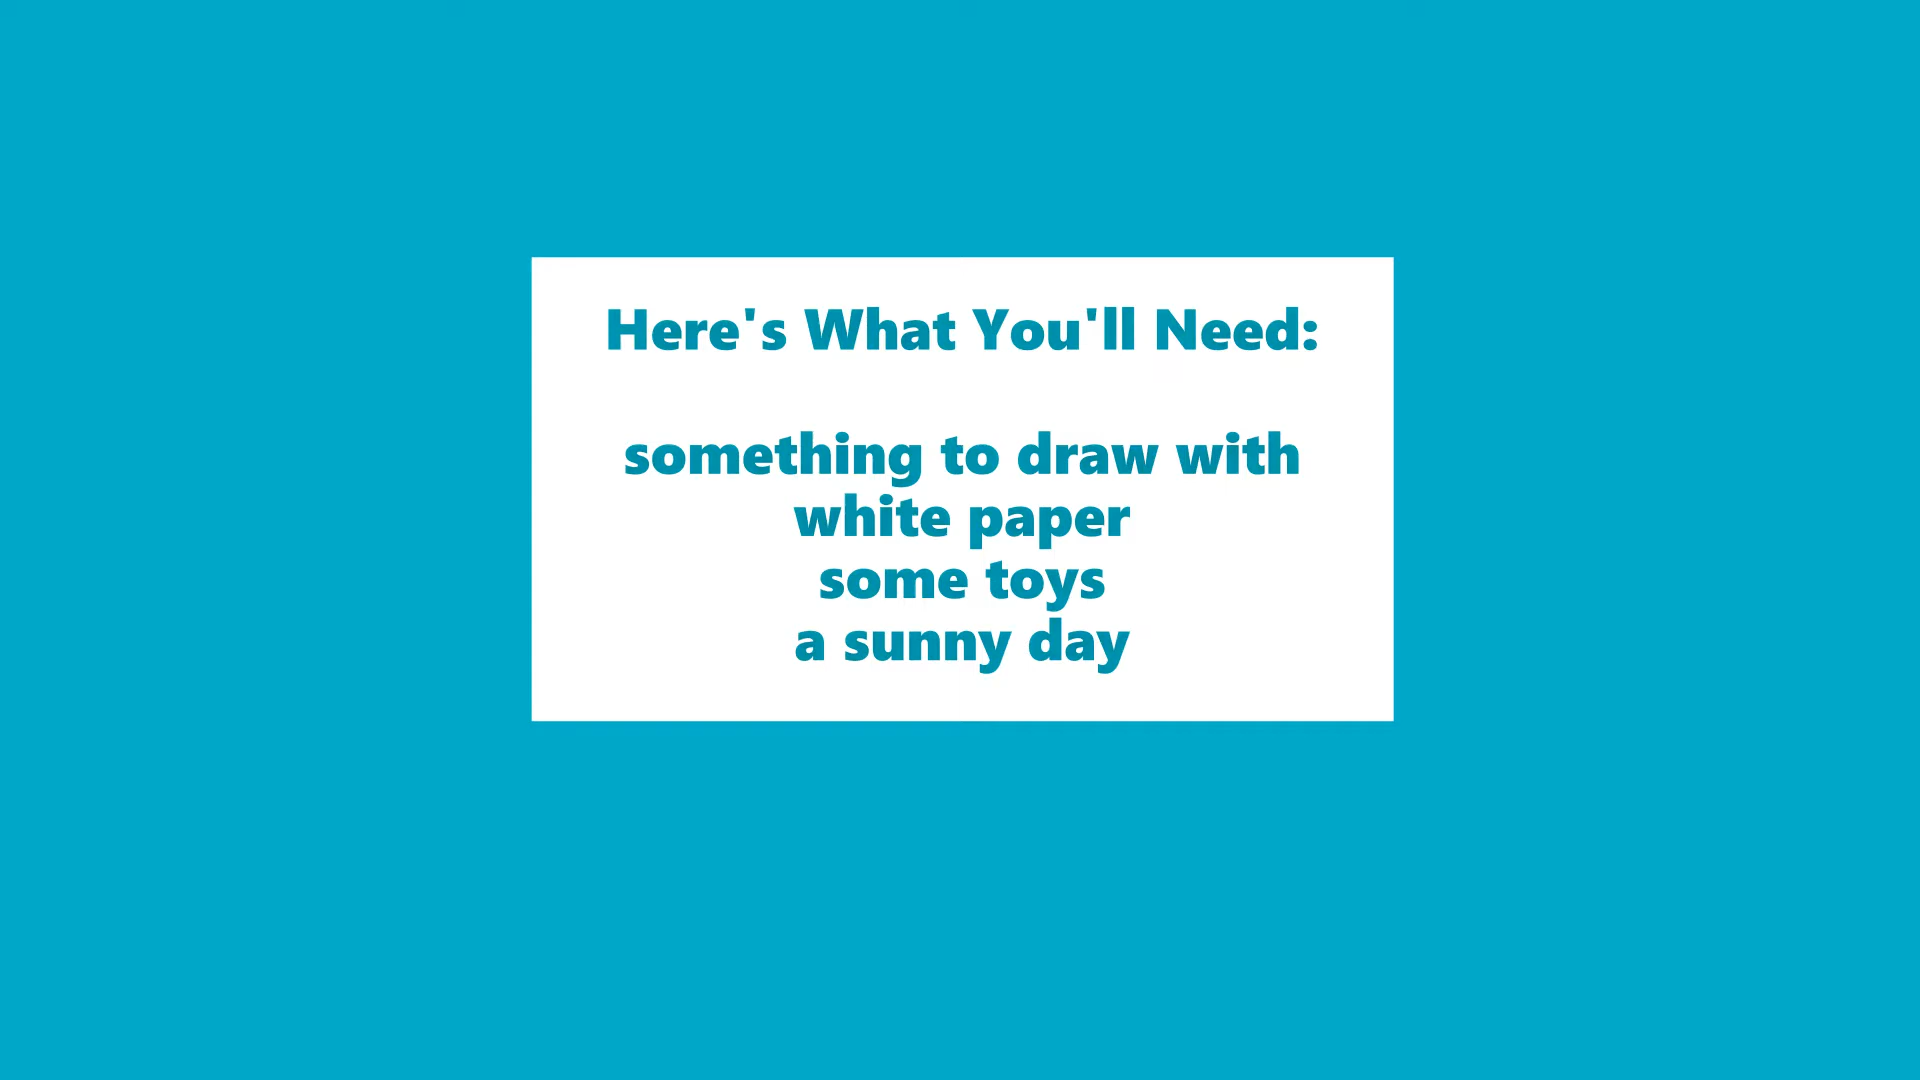 Here's What You'll Need:
something to draw with
white paper
some toys
a sunny day